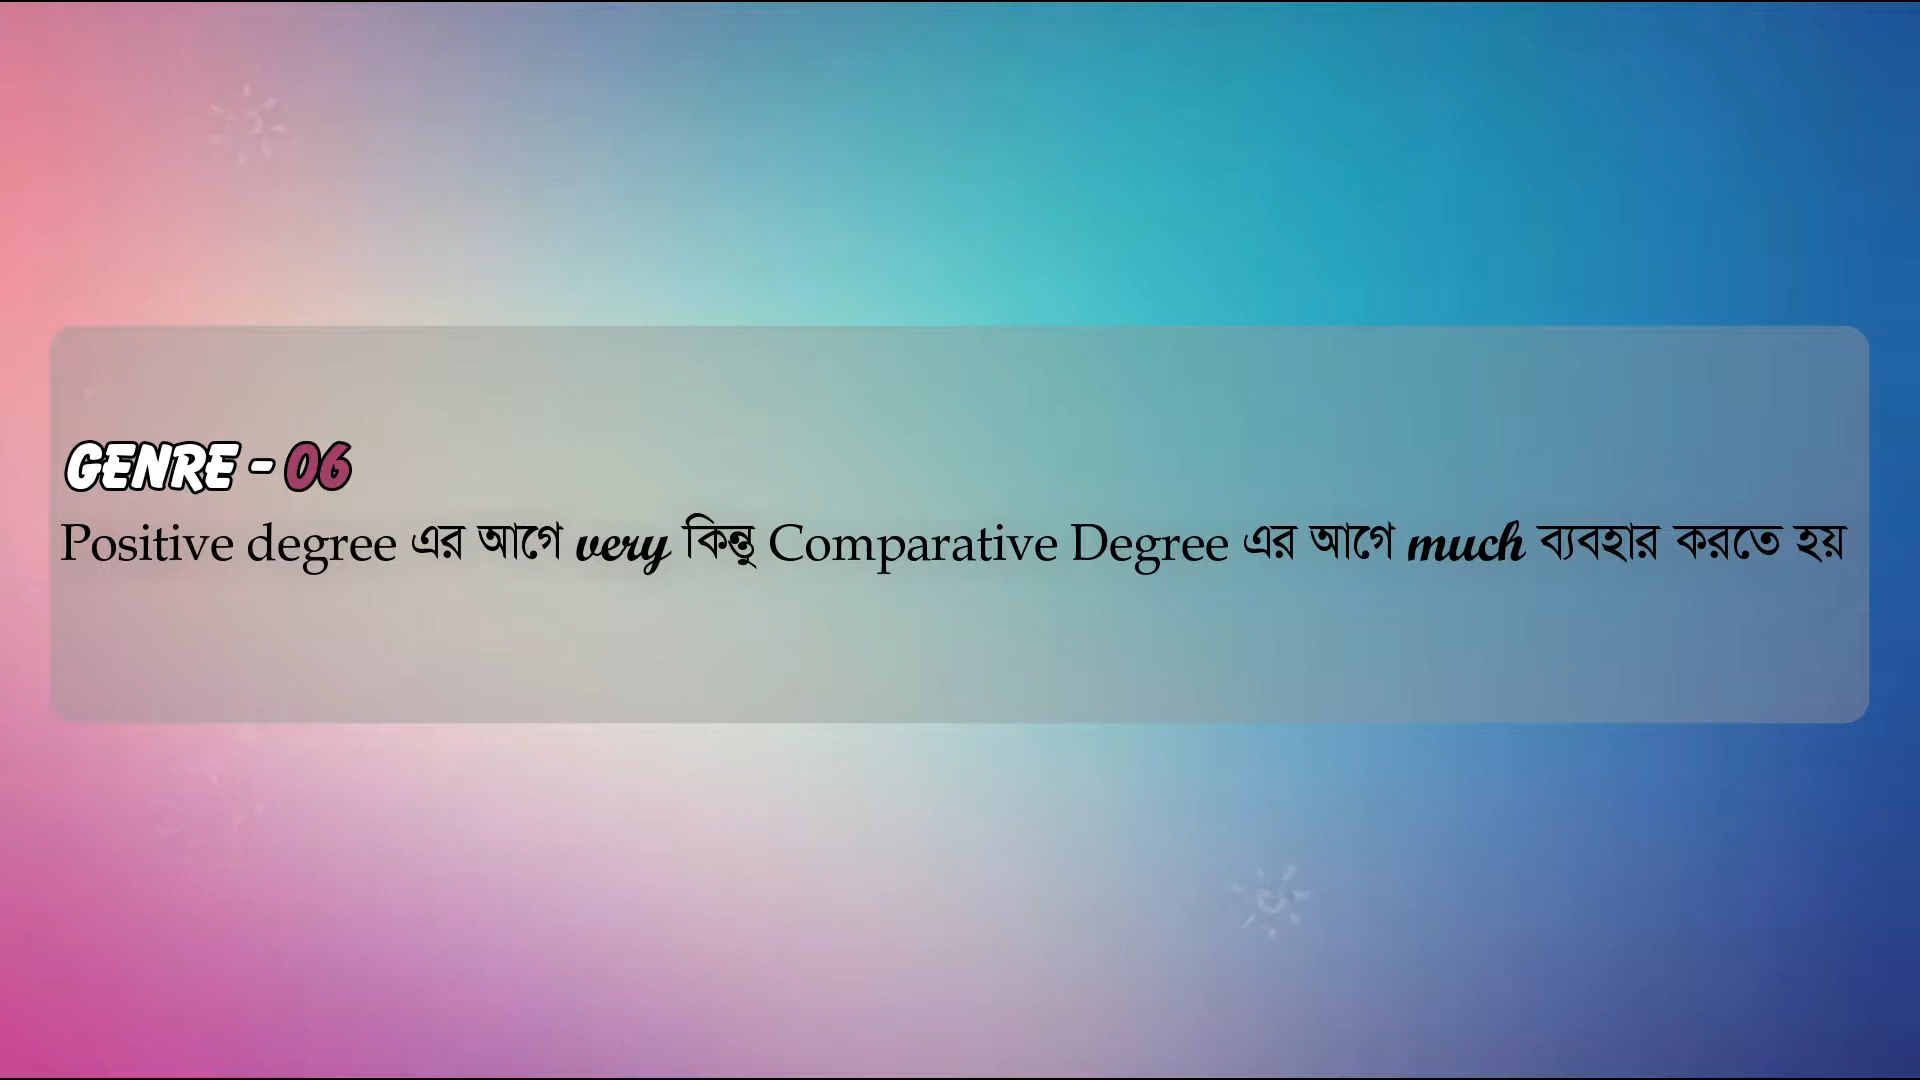 GENRE - 06
Positive degree এর আগে very কিন্তু Comparative Degree এর আগে much ব্যবহার করতে হয়